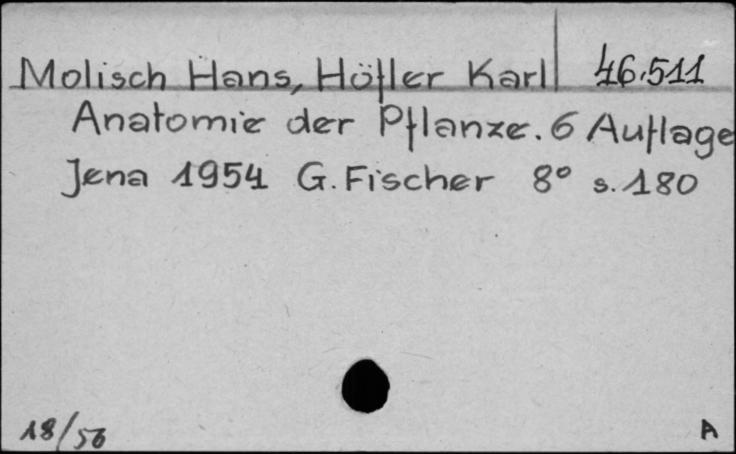 Molisch Hans, Höfler Karl 46.511
Anatomie der Pflanze. 6 Auflage
Jena 1954 G. Fischer 8° s. 180
18/56
A